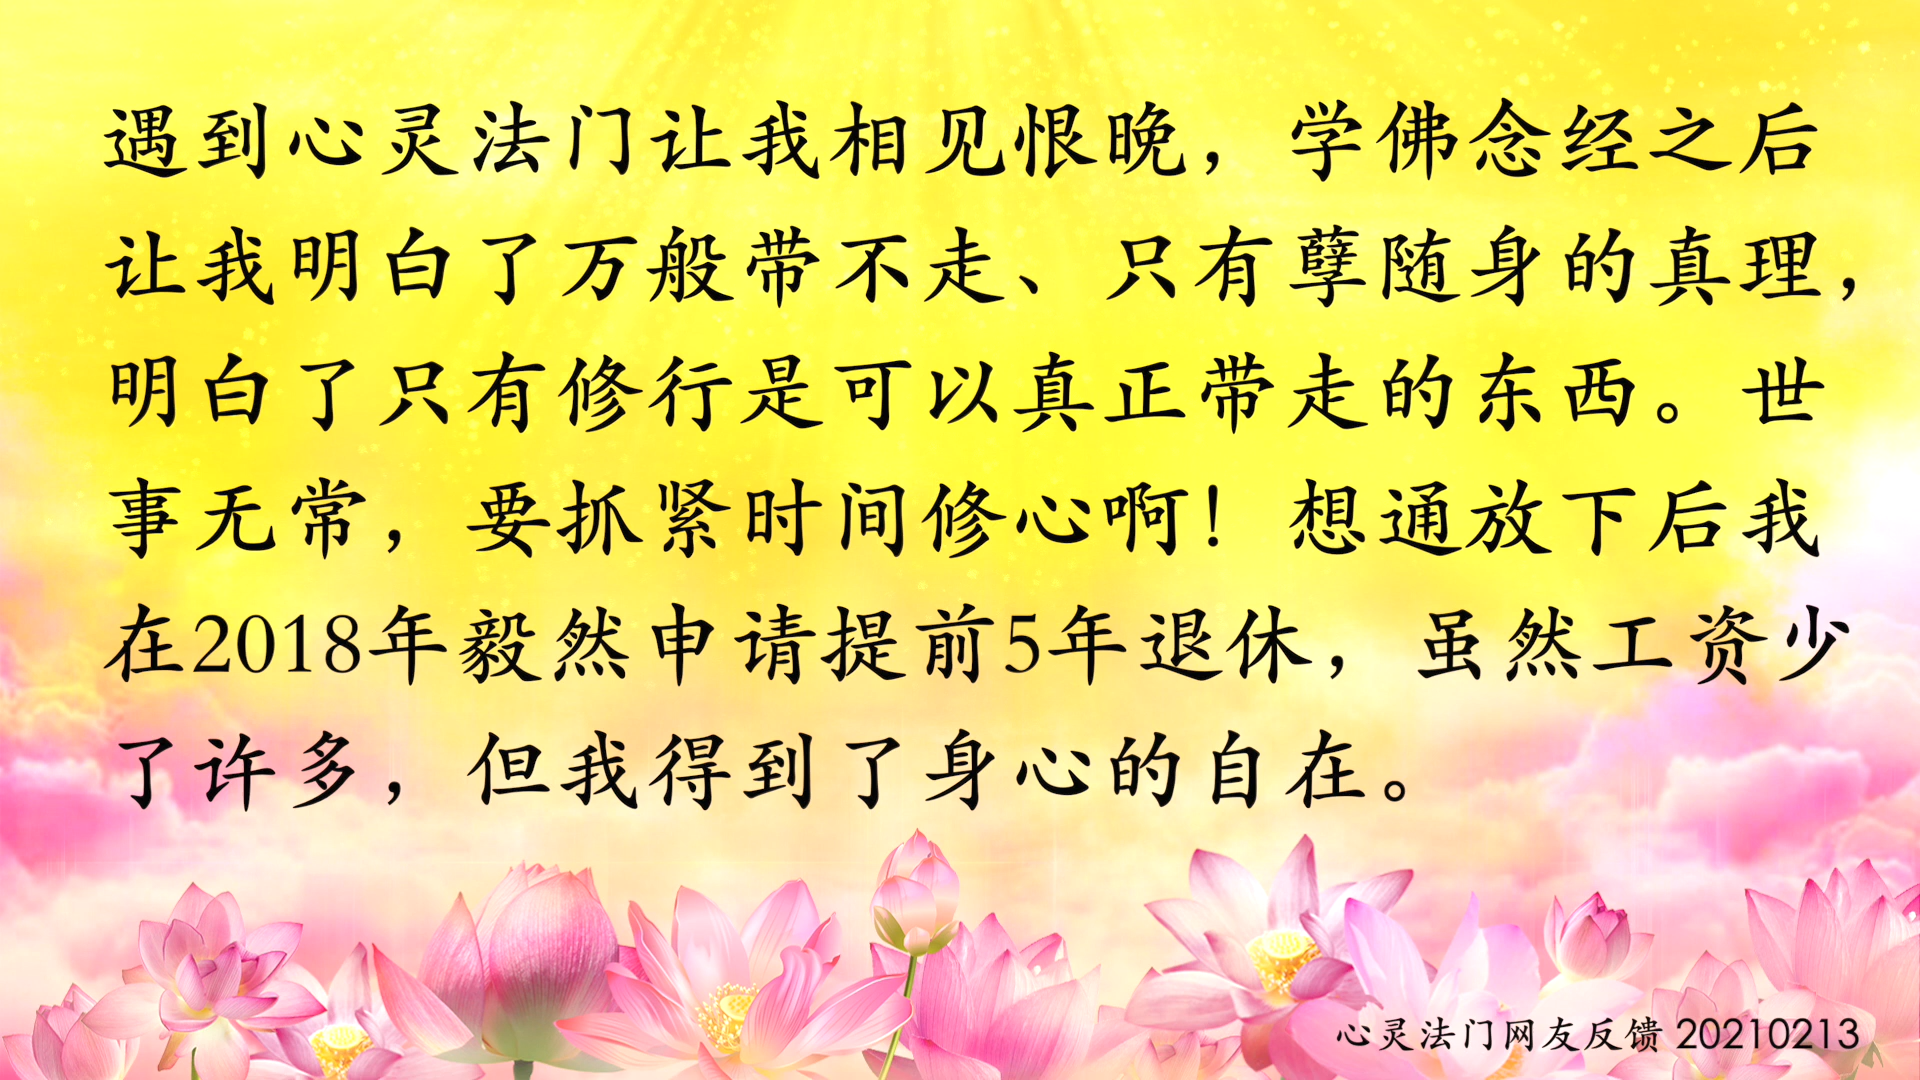 遇到心灵法门让我相见恨晚，学佛念经之后
让我明白了万般带不走、只有孽随身的真理，
明白了只有修行是可以真正带走的东西。世
事无常，要抓紧时间修心啊！想通放下后我
在2018年毅然申请提前5年退休，虽然工资少
了许多，但我得到了身心的自在。
心灵法门网友反馈 20210213